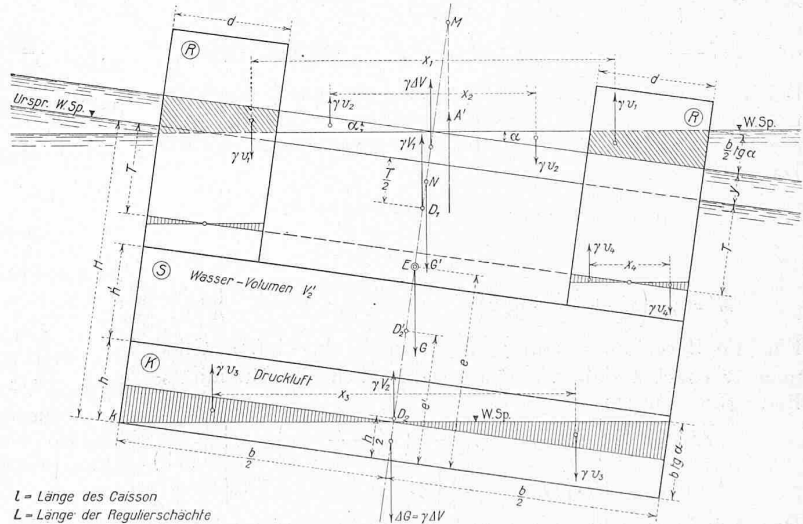 M
d
R
x₁
d
γΔV
x₂
γv₂
γv₁
R
Urspr. W.Sp.
A'
W.Sp.
α
α
b/2 tg α
γv₁
γV₁
γv₂
T
T/2
N
y
D₁
T
γv₄
x₄
E
G'
γv₄
H
h'
S
Wasser-Volumen V₂'
D₂'
G
e
e'
K
γv₃
γV₂
Druckluft
x₃
h
W.Sp.
k
D₂
h/2
b tg α
b/2
γv₃
b/2
l = Länge des Caisson
L = Länge der Regulierschächte
ΔG=γΔV